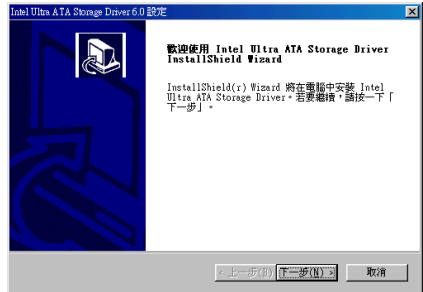 Intel Ultra ATA Storage Driver 6.0 設定
歡迎使用 Intel Ultra ATA Storage Driver
InstallShield Wizard
InstallShield(r) Wizard 將在電腦中安裝 Intel
Ultra ATA Storage Driver。若要繼續，請按一下「
下一步」。
< 上一步(B) 下一步(N) > 取消